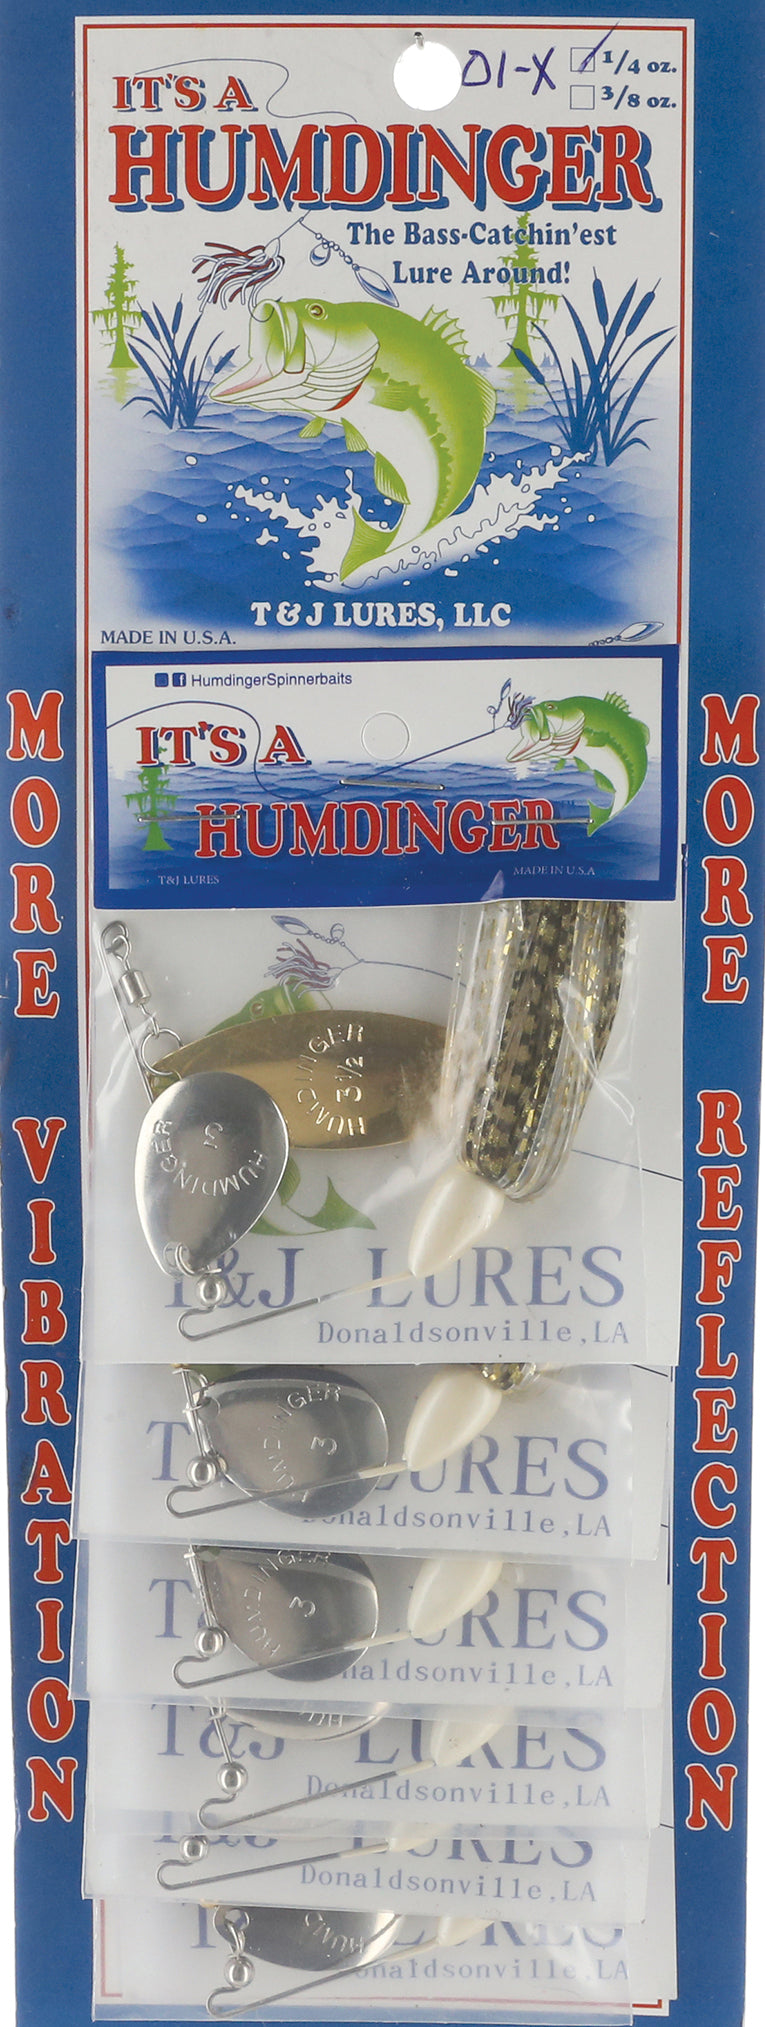 01-X
1/4 oz.
3/8 oz.
IT'S A
HUMDINGER
The Bass-Catchin'est
Lure Around!
T & J LURES, LLC
MADE IN U.S.A.
MORE VIBRATION
MORE REFLECTION
HumdingerSpinnerbaits
IT'S A
HUMDINGER
T&J LURES
MADE IN U.S.A
HUMDINGER
3 1/2
HUMDINGER
3
T&J LURES
Donaldsonville,LA
HUMDINGER
3
LURES
Donaldsonville,LA
HUMDINGER
3
LURES
Donaldsonville,LA
T&J LURES
Donaldsonville,LA
T&J LURES
Donaldsonville,LA
Donaldsonville,LA